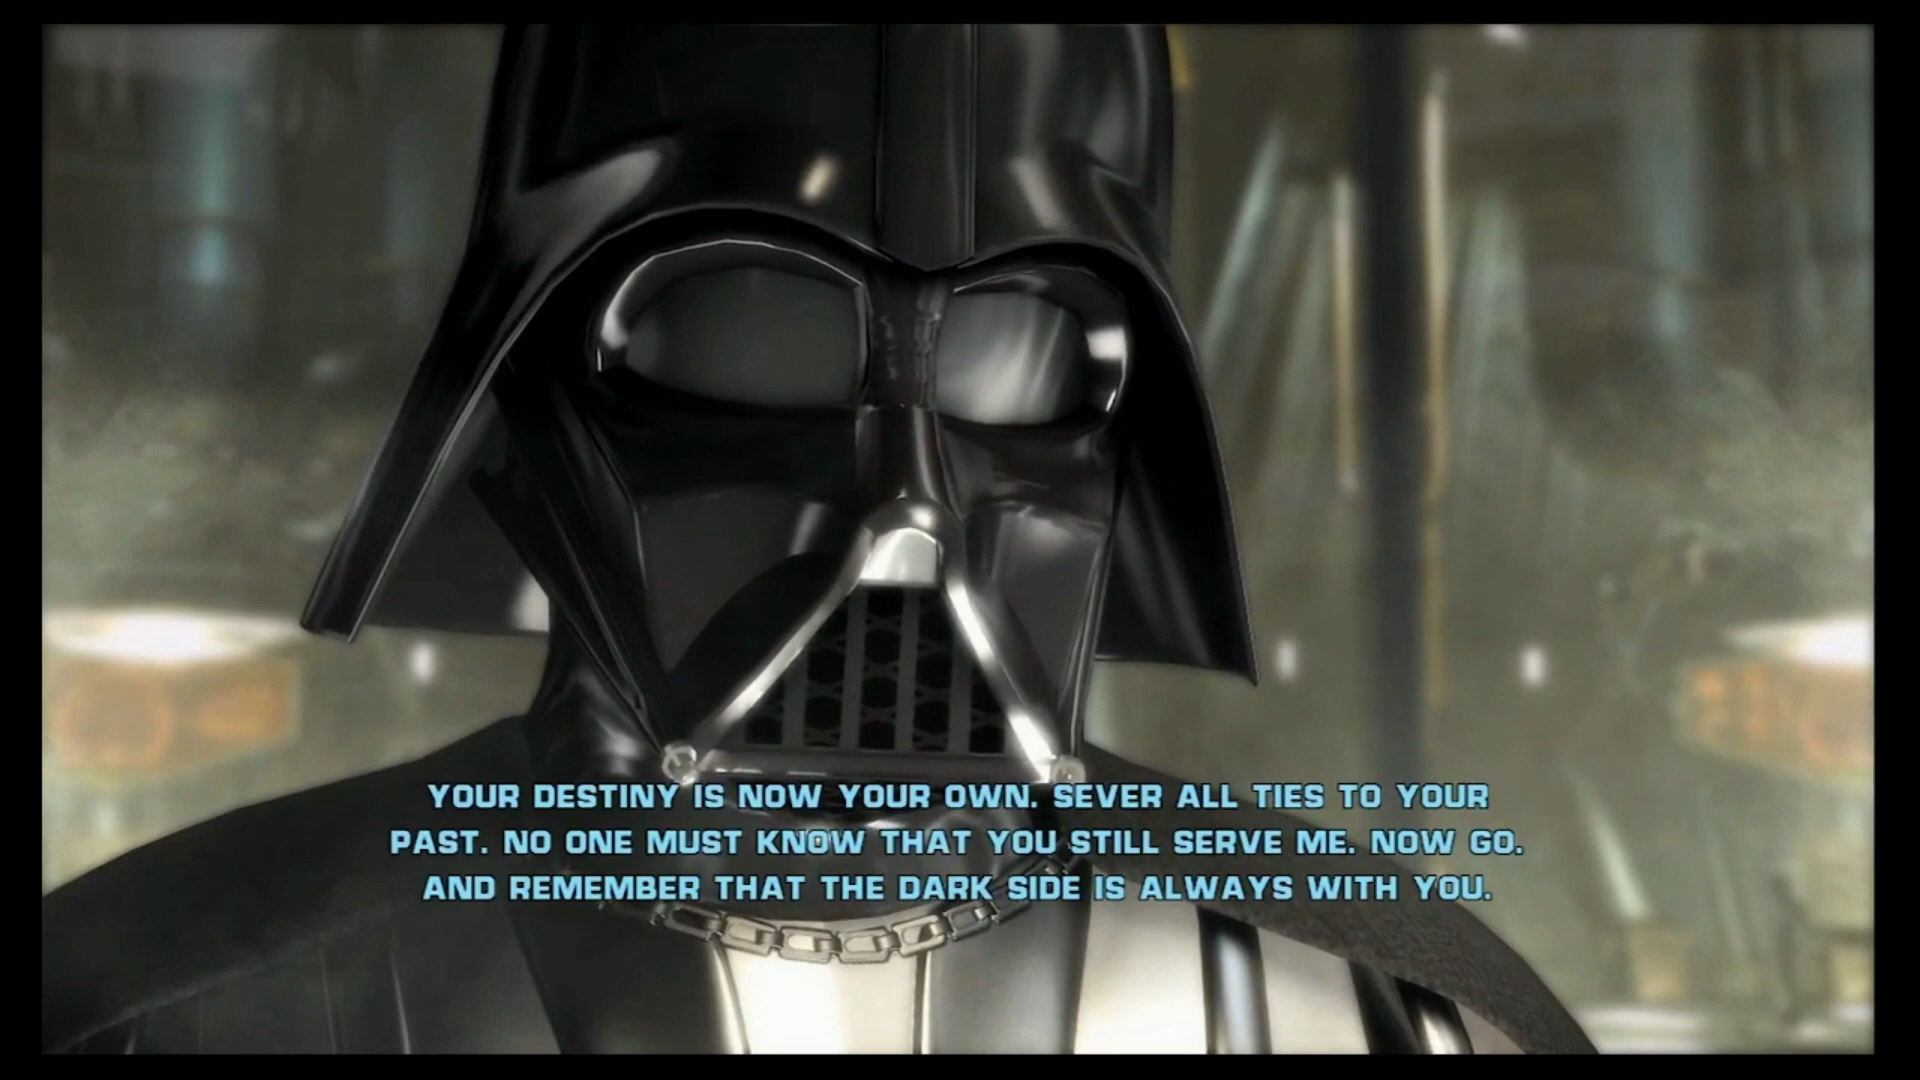 YOUR DESTINY IS NOW YOUR OWN. SEVER ALL TIES TO YOUR
PAST. NO ONE MUST KNOW THAT YOU STILL SERVE ME. NOW GO.
AND REMEMBER THAT THE DARK SIDE IS ALWAYS WITH YOU.